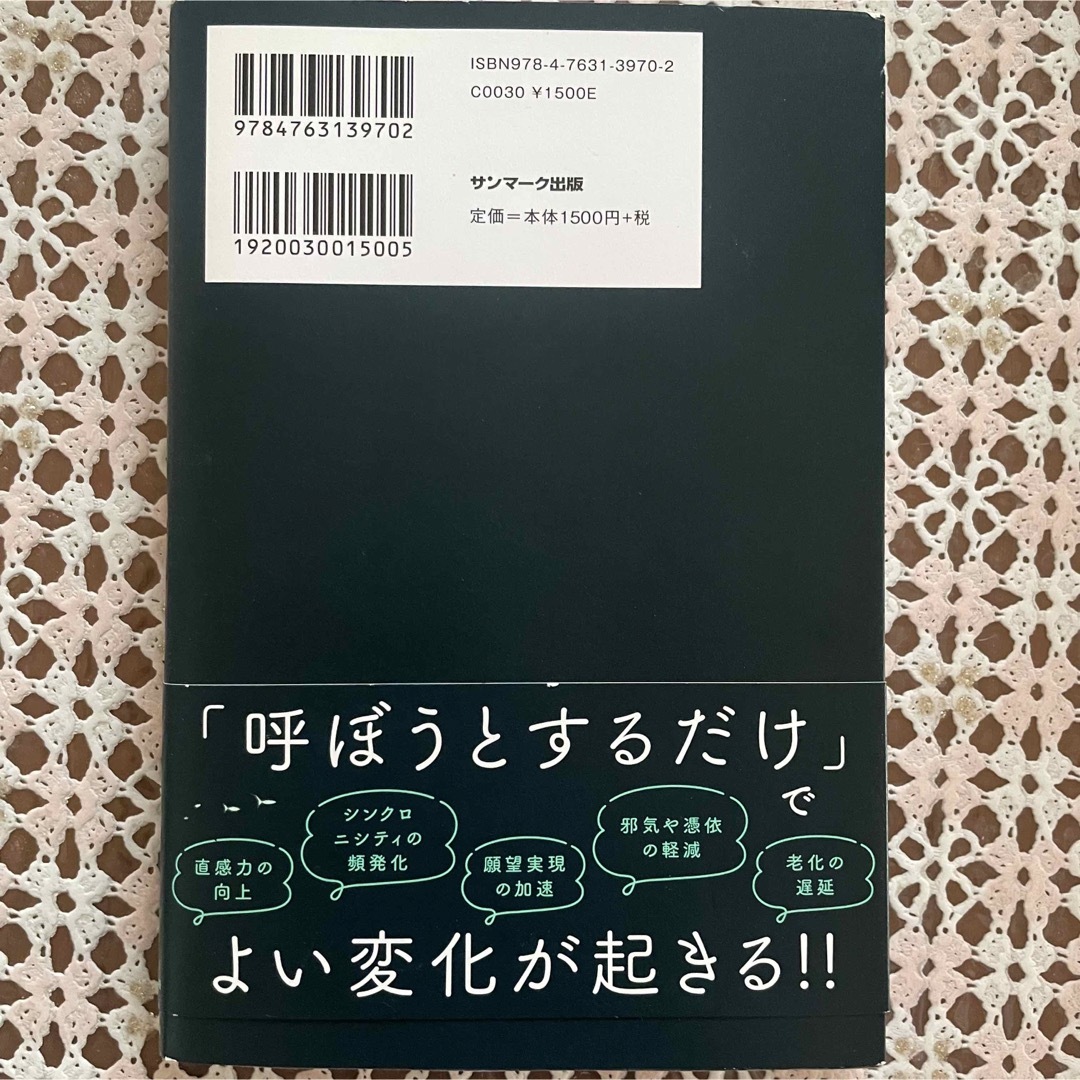 ISBN978-4-7631-3970-2
C0030 ¥1500E
9784763139702
サンマーク出版
定価＝本体1500円+税
1920030015005
「呼ぼうとするだけ」
で
直感力の
向上
シンクロ
ニシティの
頻発化
願望実現
の加速
邪気や憑依
の軽減
老化の
遅延
よい変化が起きる!!